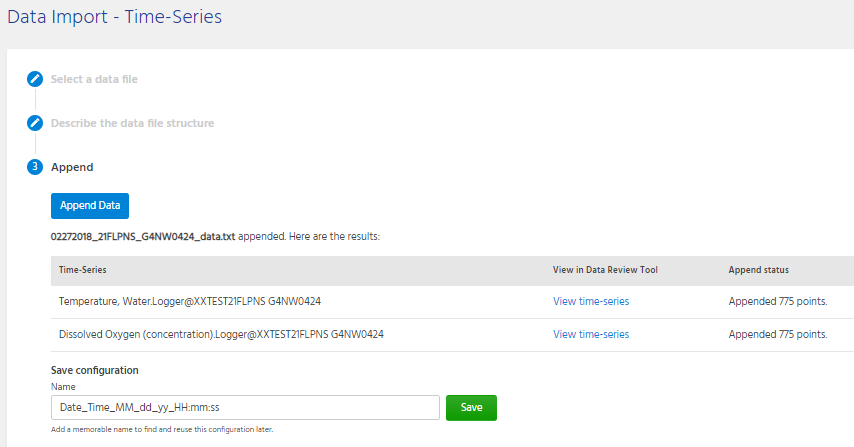 Data Import - Time-Series
Select a data file
Describe the data file structure
3 Append
Append Data
02272018_21FLPNS_G4NW0424_data.txt appended. Here are the results:
Time-Series View in Data Review Tool Append status
Temperature, Water.Logger@XXTEST21FLPNS G4NW0424 View time-series Appended 775 points.
Dissolved Oxygen (concentration).Logger@XXTEST21FLPNS G4NW0424 View time-series Appended 775 points.
Save configuration
Name
Date_Time_MM_dd_yy_HH:mm:ss Save
Add a memorable name to find and reuse this configuration later.